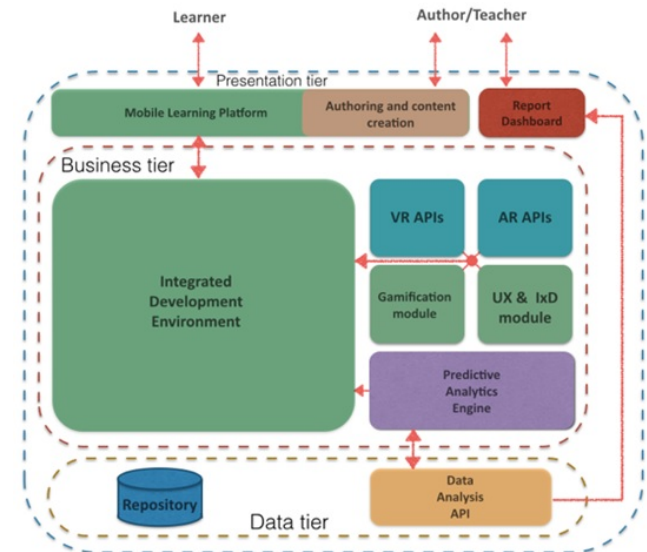 Learner
Author/Teacher
Presentation tier
Mobile Learning Platform
Authoring and content
creation
Report
Dashboard
Business tier
Integrated
Development
Environment
VR APIs
AR APIs
Gamification
module
UX & IxD
module
Predictive
Analytics
Engine
Repository
Data
Analysis
API
Data tier